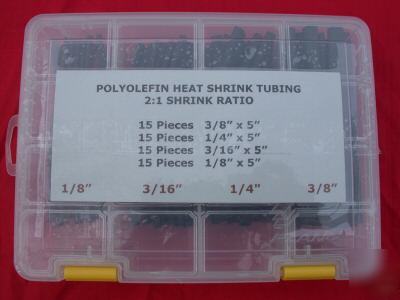 POLYOLEFIN HEAT SHRINK TUBING
2:1 SHRINK RATIO
15 Pieces 3/8" x 5"
15 Pieces 1/4" x 5"
15 Pieces 3/16" x 5"
15 Pieces 1/8" x 5"
1/8" 3/16" 1/4" 3/8"